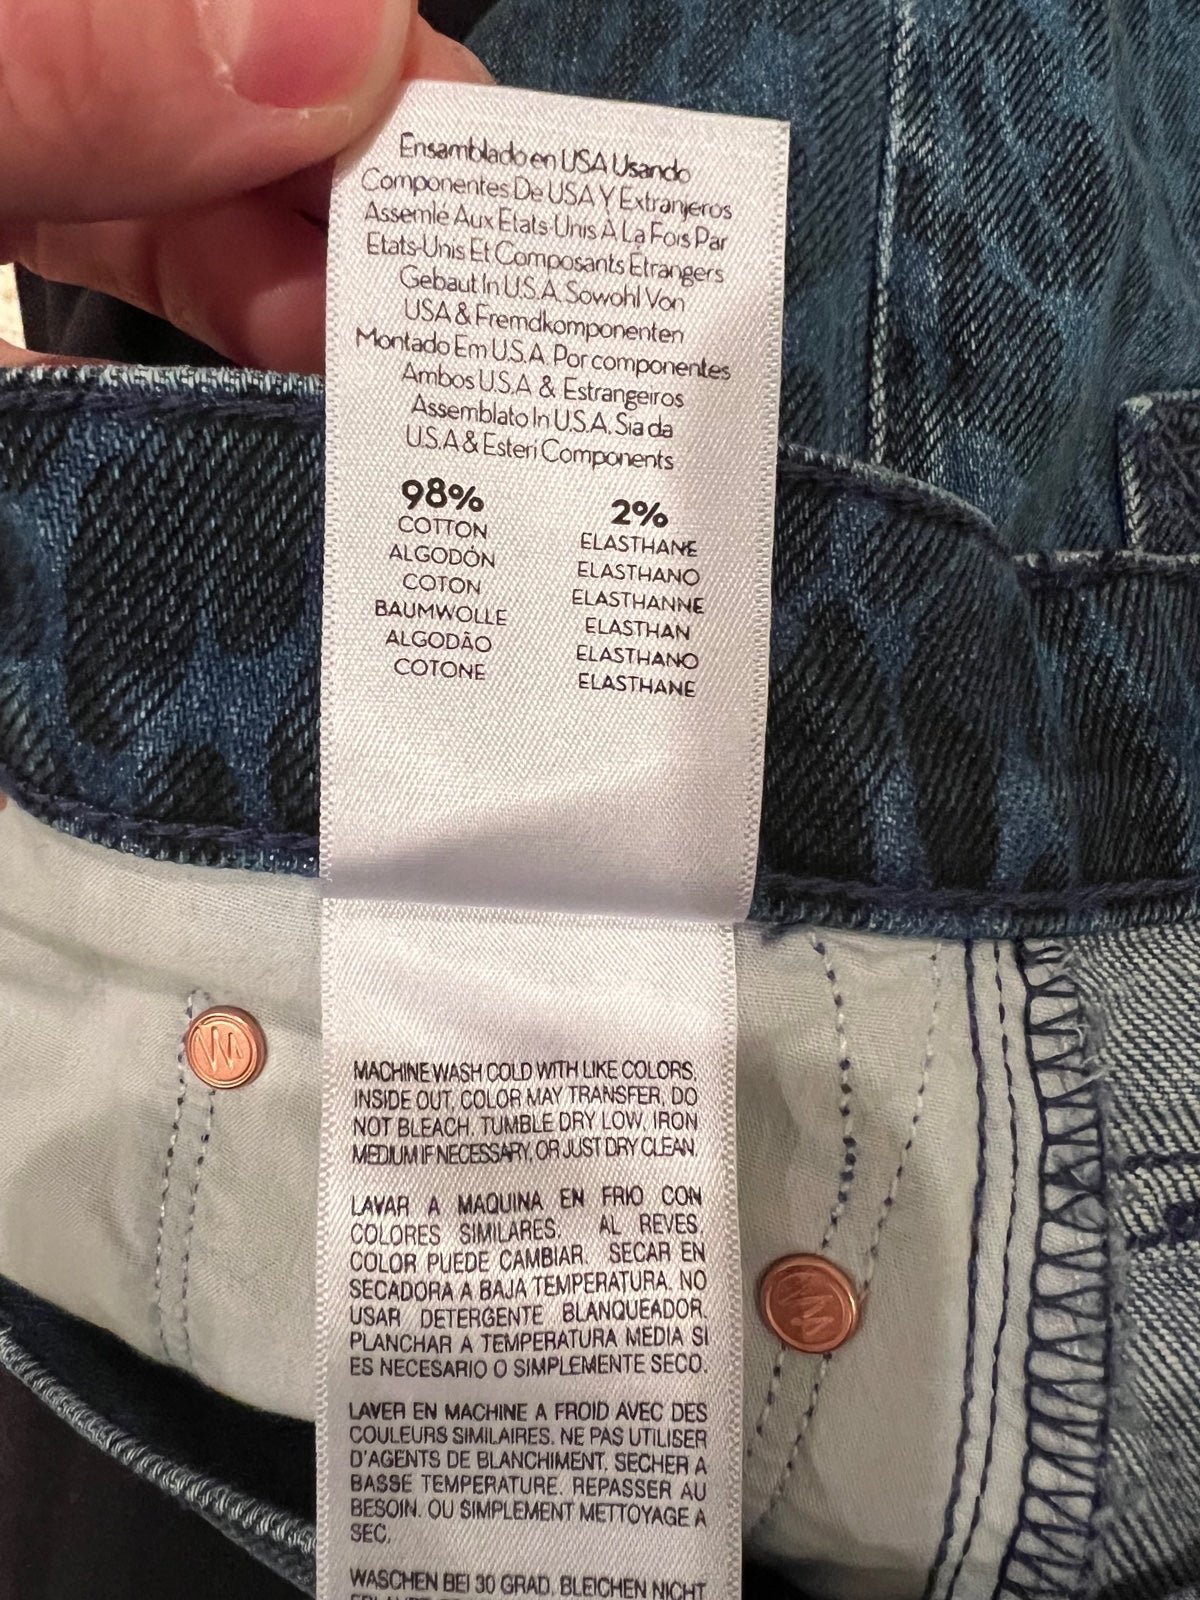 Ensamblado en USA Usando
Componentes De USA Y Extranjeros
Assemlé Aux Etats-Unis À La Fois Par
Etats-Unis Et Composants Étrangers
Gebaut In U.S.A. Sowohl Von
USA & Fremdkomponenten
Montado Em U.S.A. Por componentes
Ambos U.S.A & Estrangeiros
Assemblato In U.S.A. Sia da
U.S.A & Esteri Components
98% 2%
COTTON ELASTHANE
ALGODÓN ELASTHANO
COTON ELASTHANNE
BAUMWOLLE ELASTHAN
ALGODÃO ELASTHANO
COTONE ELASTHANE
MACHINE WASH COLD WITH LIKE COLORS,
INSIDE OUT, COLOR MAY TRANSFER, DO
NOT BLEACH. TUMBLE DRY LOW. IRON
MEDIUM IF NECESSARY, OR JUST DRY CLEAN.
LAVAR A MAQUINA EN FRIO CON
COLORES SIMILARES. AL REVES.
COLOR PUEDE CAMBIAR. SECAR EN
SECADORA A BAJA TEMPERATURA. NO
USAR DETERGENTE BLANQUEADOR.
PLANCHAR A TEMPERATURA MEDIA SI
ES NECESARIO O SIMPLEMENTE SECO.
LAVER EN MACHINE A FROID AVEC DES
COULEURS SIMILAIRES. NE PAS UTILISER
D'AGENTS DE BLANCHIMENT. SECHER A
BASSE TEMPERATURE. REPASSER AU
BESOIN. OU SIMPLEMENT METTOYAGE A
SEC.
WASCHEN BEI 30 GRAD. BLEICHEN NICHT